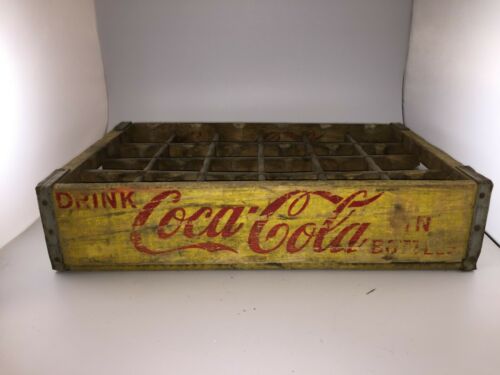 DRINK
Coca-Cola
IN
BOTTLES